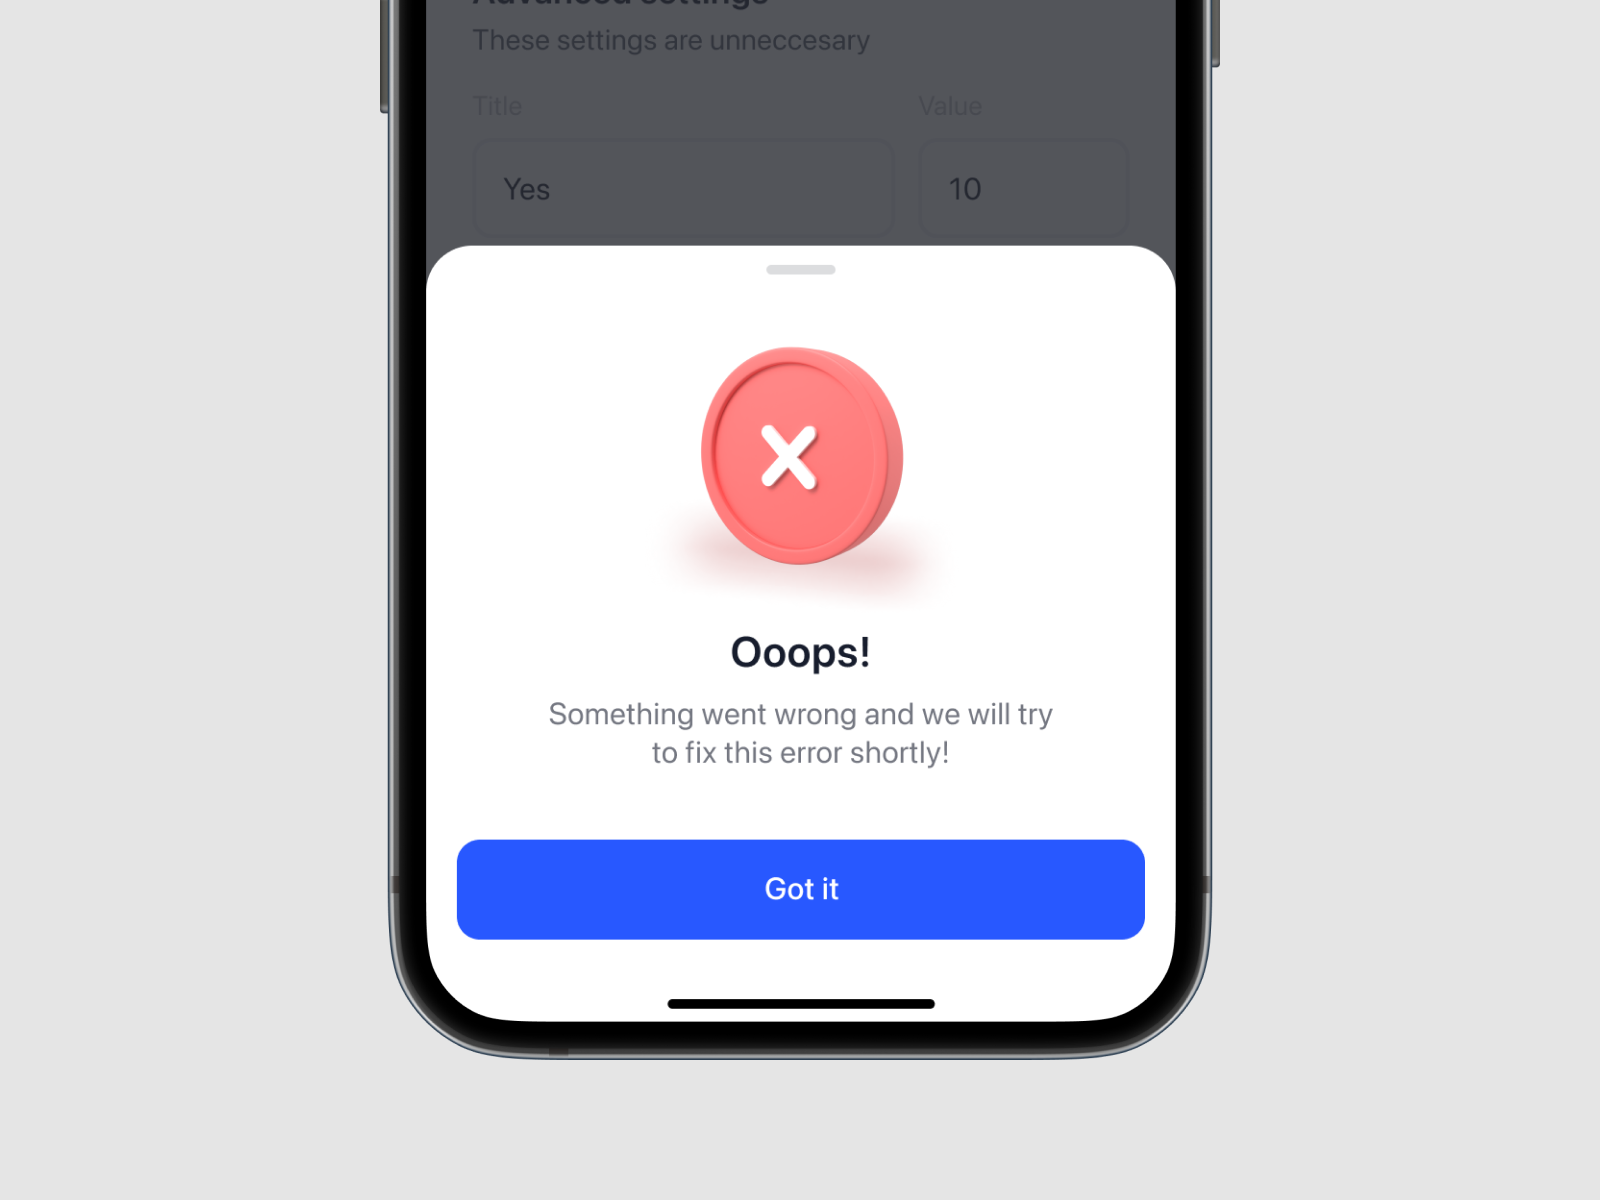 Advanced settings
These settings are unneccesary
Title
Value
Yes
10
Ooops!
Something went wrong and we will try
to fix this error shortly!
Got it